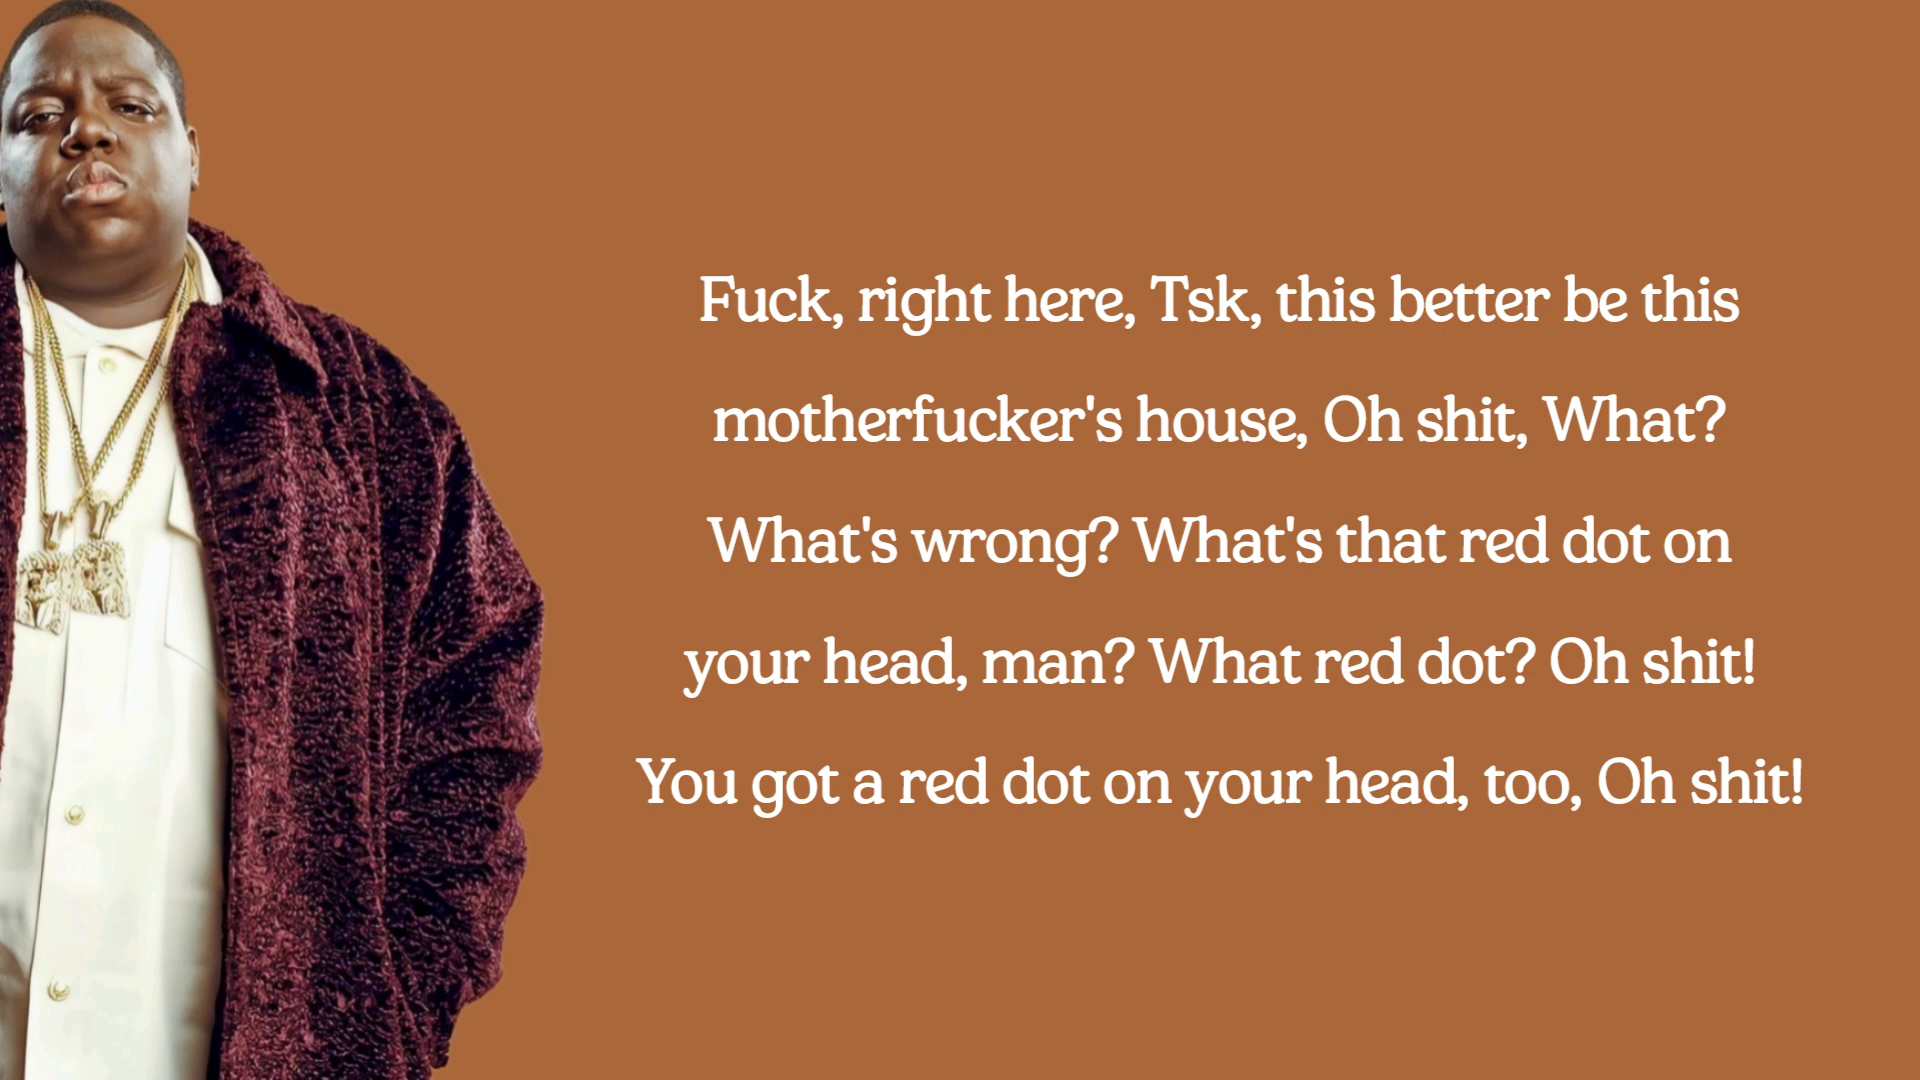 Fuck, right here, Tsk, this better be this
motherfucker's house, Oh shit, What?
What's wrong? What's that red dot on
your head, man? What red dot? Oh shit!
You got a red dot on your head, too, Oh shit!